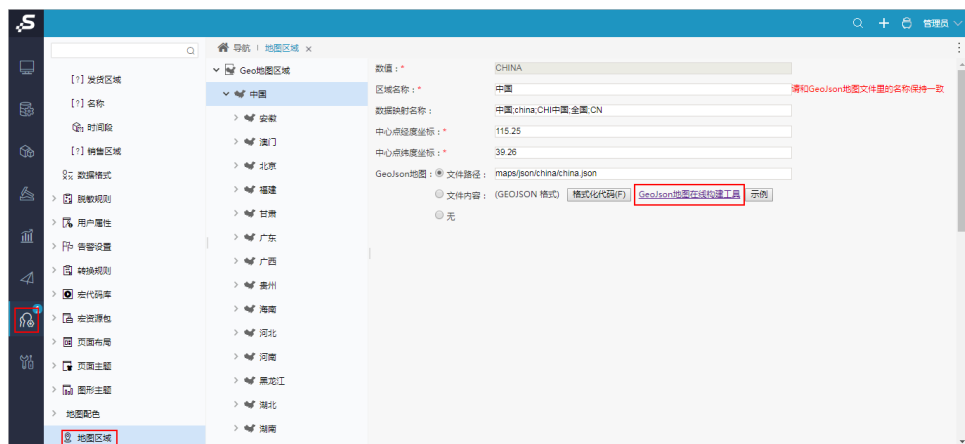 管理员
导航 | 地图区域 ×
[?] 发货区域
[?] 名称
时间段
[?] 销售区域
数据格式
脱敏规则
用户属性
告警设置
转换规则
宏代码库
宏资源包
页面布局
页面主题
图形主题
地图配色
地图区域
Geo地图区域
中国
安徽
澳门
北京
福建
甘肃
广东
广西
贵州
海南
河北
河南
黑龙江
湖北
湖南
数值：* CHINA
区域名称：* 中国 请和GeoJson地图文件里的名称保持一致
数据映射名称： 中国;china;CHI中国;全国;CN
中心点经度坐标：* 115.25
中心点纬度坐标：* 39.26
GeoJson地图： 文件路径： maps/json/china/china.json
文件内容： (GEOJSON 格式) 格式化代码(F) GeoJson地图在线构建工具 示例
无